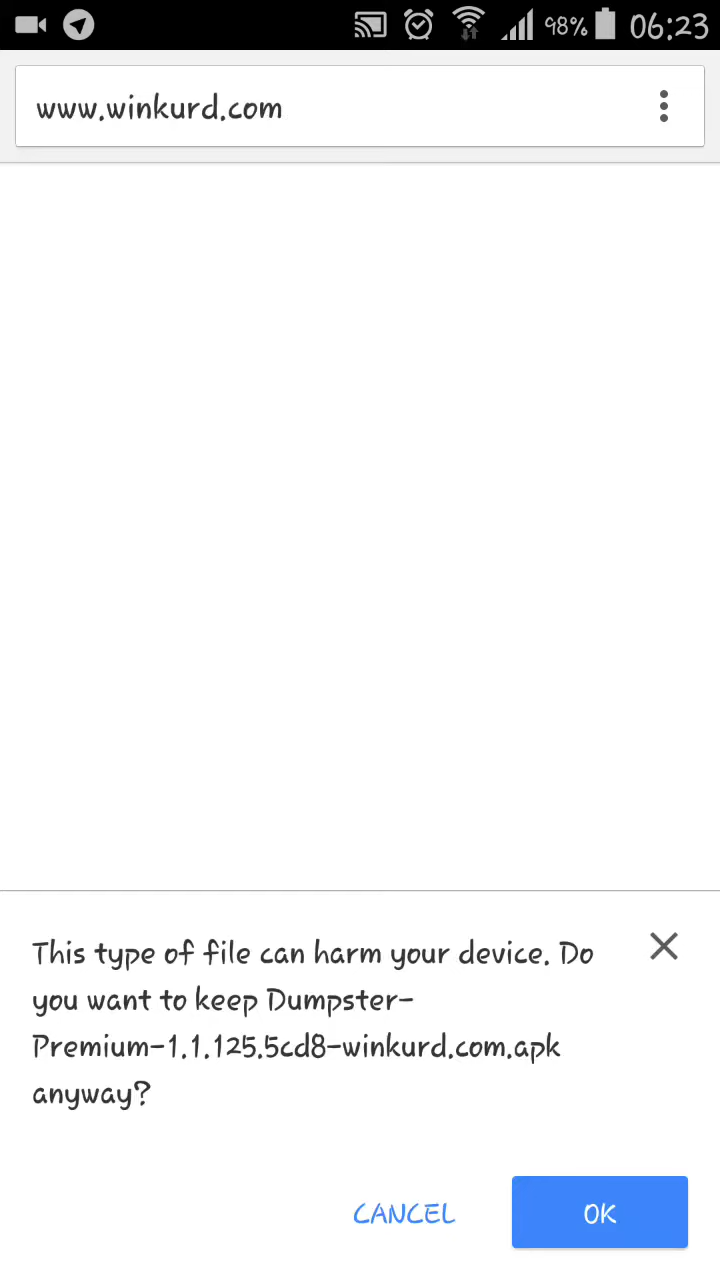 98% 06:23
www.winkurd.com
This type of file can harm your device. Do
you want to keep Dumpster-
Premium-1.1.125.5cd8-winkurd.com.apk
anyway?
CANCEL OK